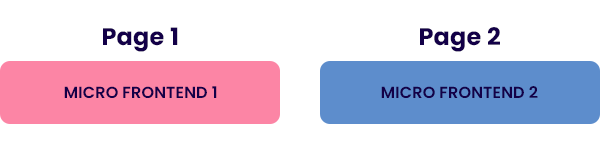 Page 1
MICRO FRONTEND 1
Page 2
MICRO FRONTEND 2